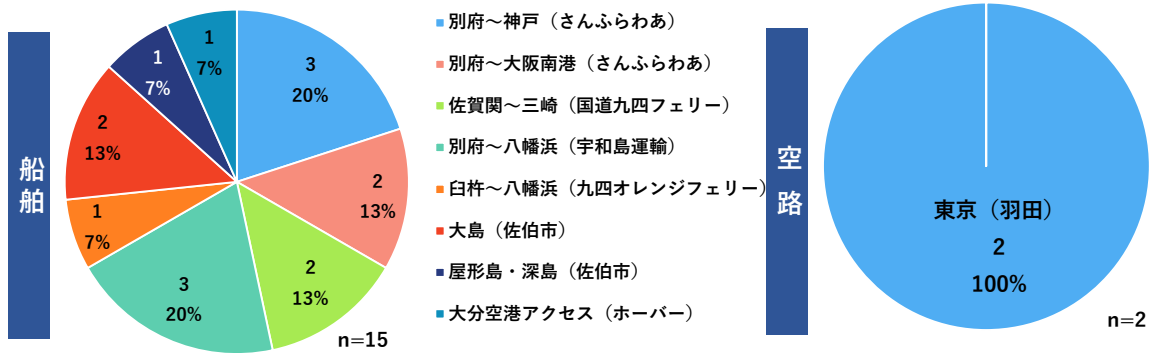 船舶
3
20%
2
13%
2
13%
3
20%
1
7%
2
13%
1
7%
1
7%
n=15
別府～神戸（さんふらわあ）
別府～大阪南港（さんふらわあ）
佐賀関～三崎（国道九四フェリー）
別府～八幡浜（宇和島運輸）
臼杵～八幡浜（九四オレンジフェリー）
大島（佐伯市）
屋形島・深島（佐伯市）
大分空港アクセス（ホーバー）
空路
東京（羽田）
2
100%
n=2